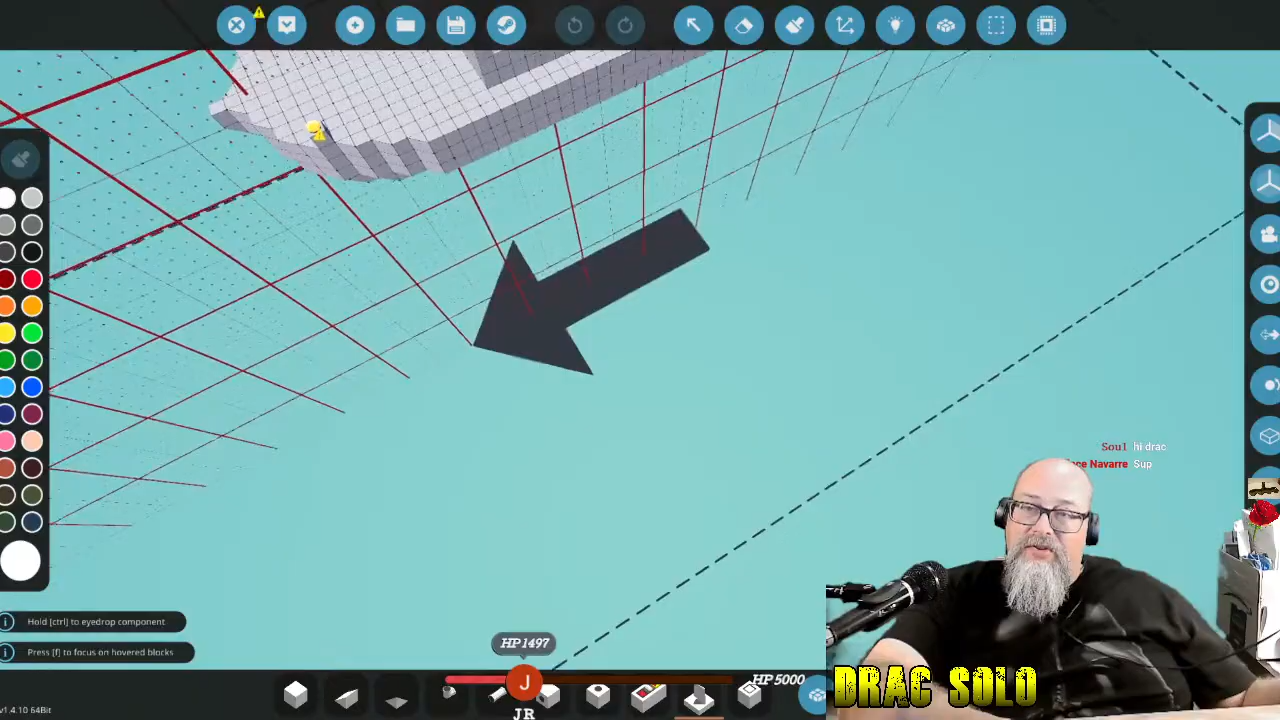 Soul hi drac
ace Navarre Sup
Hold [ctrl] to eyedrop component
Press [f] to focus on hovered blocks
HP 1497
J
HP 5000
JR
DRAC SOLO
v1.4.10 64Bit